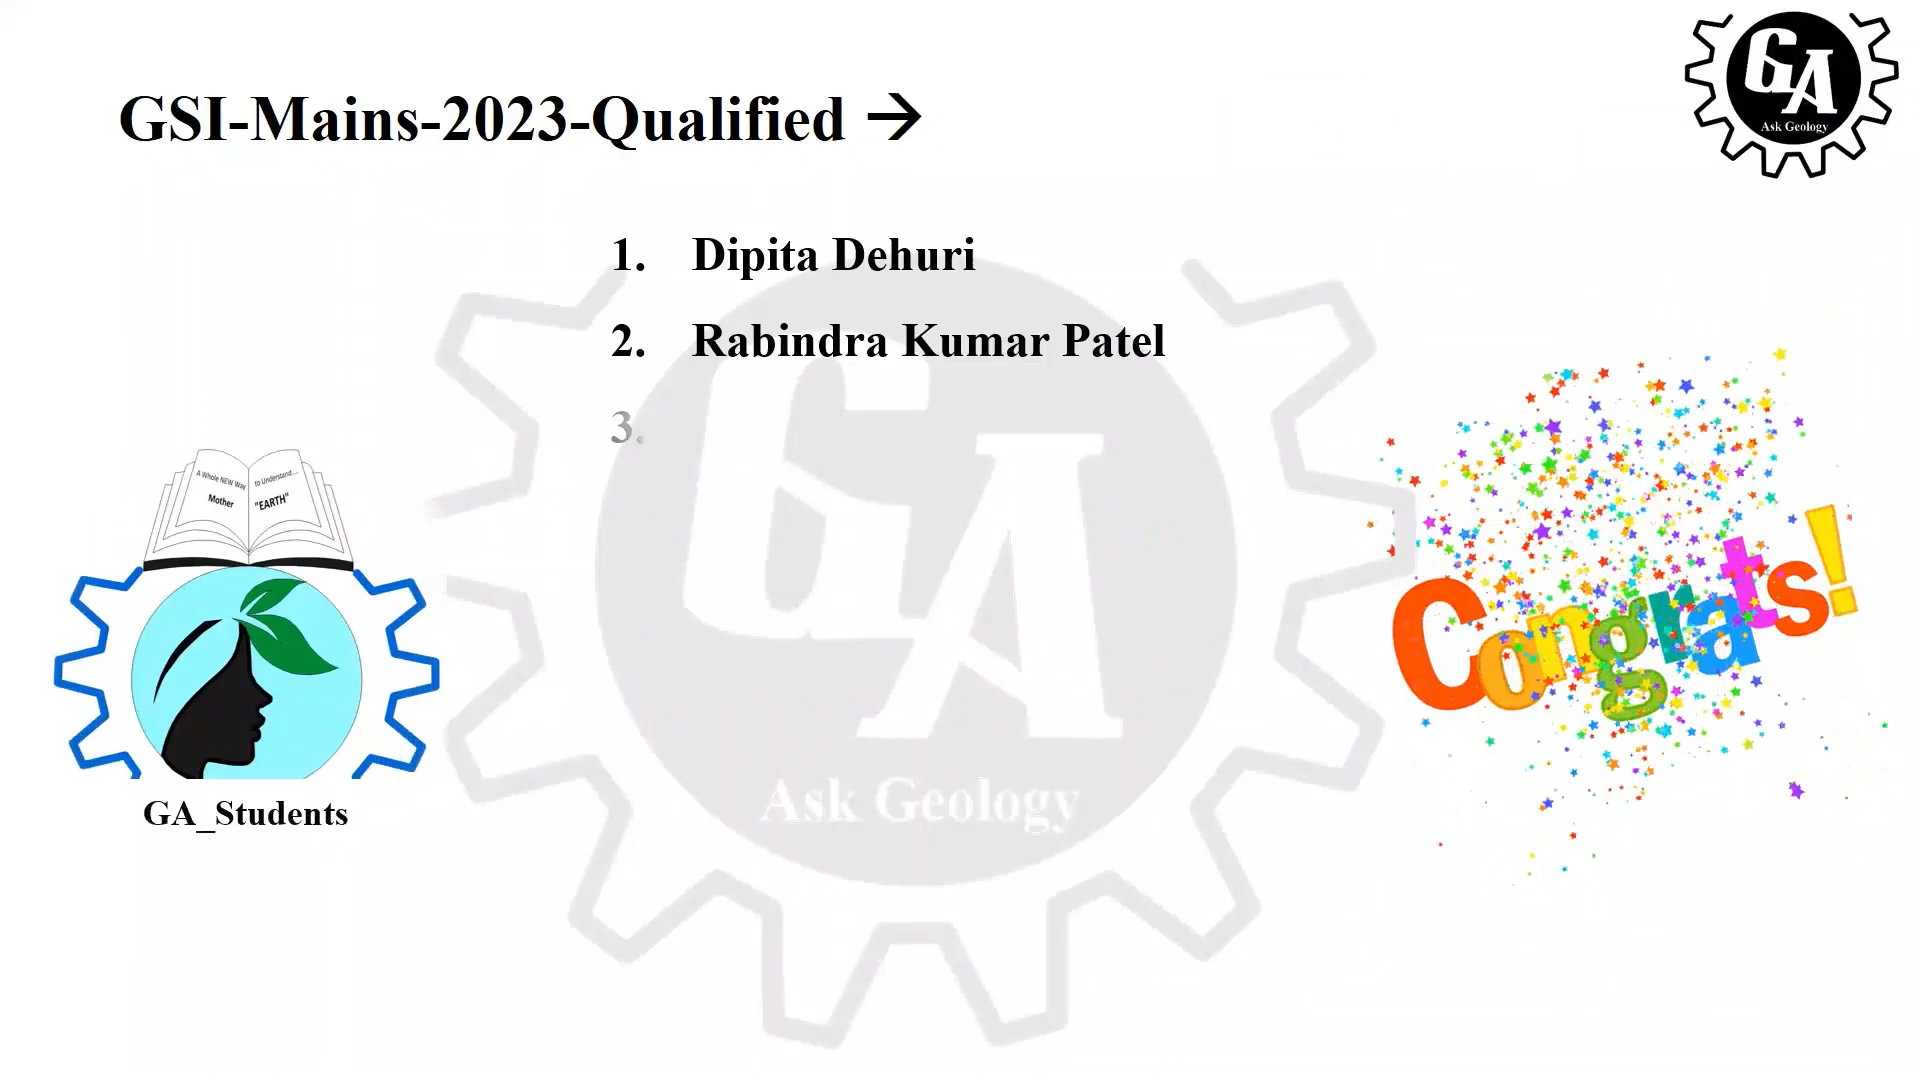 GSI-Mains-2023-Qualified →
GA
Ask Geology
1. Dipita Dehuri
2. Rabindra Kumar Patel
3.
A Whole NEW Way to Understand...
Mother "EARTH"
GA_Students
GA
Ask Geology
Congrats!